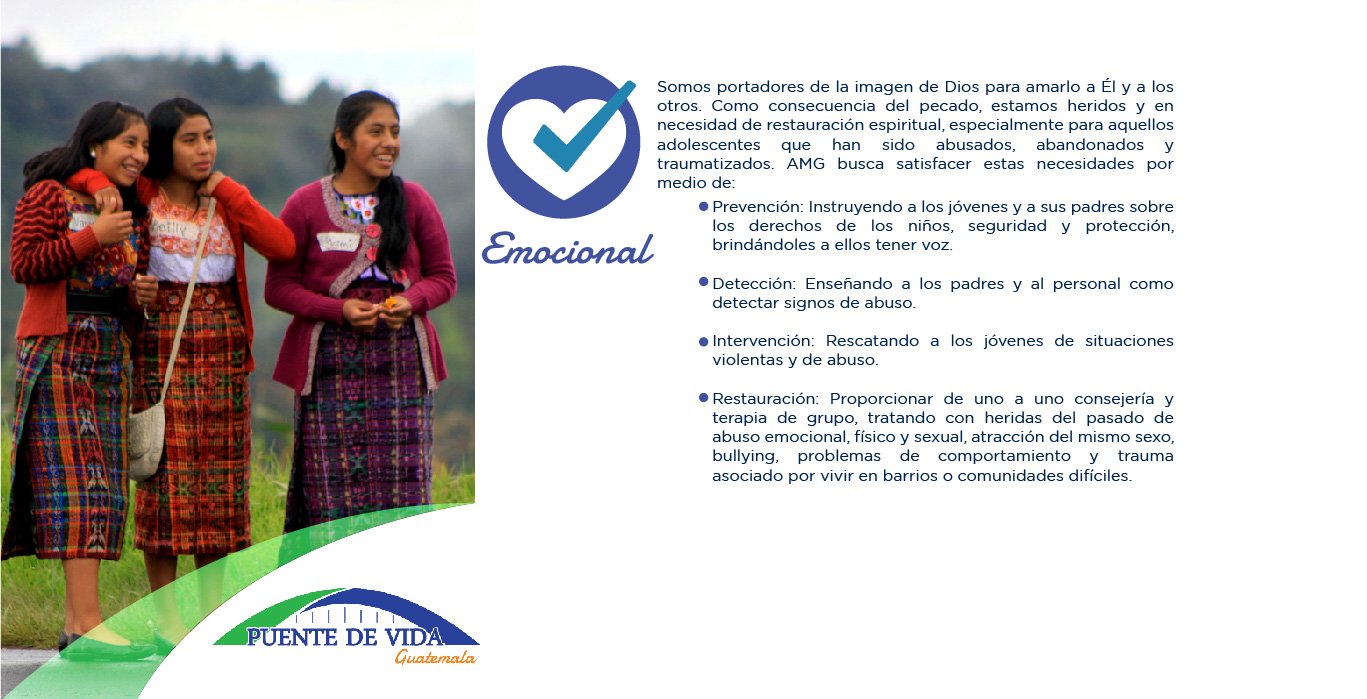 Somos portadores de la imagen de Dios para amarlo a Él y a los
otros. Como consecuencia del pecado, estamos heridos y en
necesidad de restauración espiritual, especialmente para aquellos
adolescentes que han sido abusados, abandonados y
traumatizados. AMG busca satisfacer estas necesidades por
medio de:
Emocional
Prevención: Instruyendo a los jóvenes y a sus padres sobre
los derechos de los niños, seguridad y protección,
brindándoles a ellos tener voz.
Detección: Enseñando a los padres y al personal como
detectar signos de abuso.
Intervención: Rescatando a los jóvenes de situaciones
violentas y de abuso.
Restauración: Proporcionar de uno a uno consejería y
terapia de grupo, tratando con heridas del pasado de
abuso emocional, físico y sexual, atracción del mismo sexo,
bullying, problemas de comportamiento y trauma
asociado por vivir en barrios o comunidades difíciles.
Betlly
PUENTE DE VIDA
Guatemala